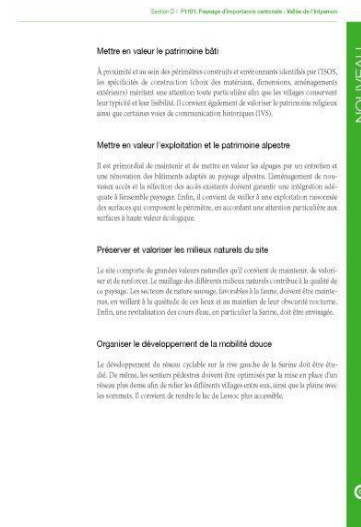 Section D / P1101. Paysage d'importance cantonale : Vallée de l'Intyamon
NOUVEAU
Mettre en valeur le patrimoine bâti
À proximité et au sein des périmètres construits et environnants identifiés par l'ISOS,
les spécificités de construction (choix des matériaux, dimensions, aménagements
extérieurs) méritent une attention toute particulière afin que les villages conservent
leur typicité et leur lisibilité. Il convient également de valoriser le patrimoine religieux
ainsi que certaines voies de communication historiques (IVS).
Mettre en valeur l'exploitation et le patrimoine alpestre
Il est primordial de maintenir et de mettre en valeur les alpages par un entretien et
une rénovation des bâtiments adaptés au paysage alpestre. L'aménagement de nou-
veaux accès et la réfection des accès existants doivent garantir une intégration adé-
quate à l'ensemble paysager. Enfin, il convient de veiller à une exploitation raisonnée
des surfaces qui composent le périmètre, en accordant une attention particulière aux
surfaces à haute valeur écologique.
Préserver et valoriser les milieux naturels du site
Le site comporte de grandes valeurs naturelles qu'il convient de maintenir, de valori-
ser et de renforcer. Le maillage des différents milieux naturels contribue à la qualité de
ce paysage. Les secteurs de nature sauvage, favorables à la faune, doivent être mainte-
nus, en veillant à la quiétude de ces lieux et au maintien de leur obscurité nocturne.
Enfin, une revitalisation des cours d'eau, en particulier la Sarine, doit être envisagée.
Organiser le développement de la mobilité douce
Le développement du réseau cyclable sur la rive gauche de la Sarine doit être étu-
dié. De même, les sentiers pédestres doivent être optimisés par la mise en place d'un
réseau plus dense afin de relier les différents villages entre eux, ainsi que la plaine avec
les sommets. Il convient de rendre le lac de Lessoc plus accessible.